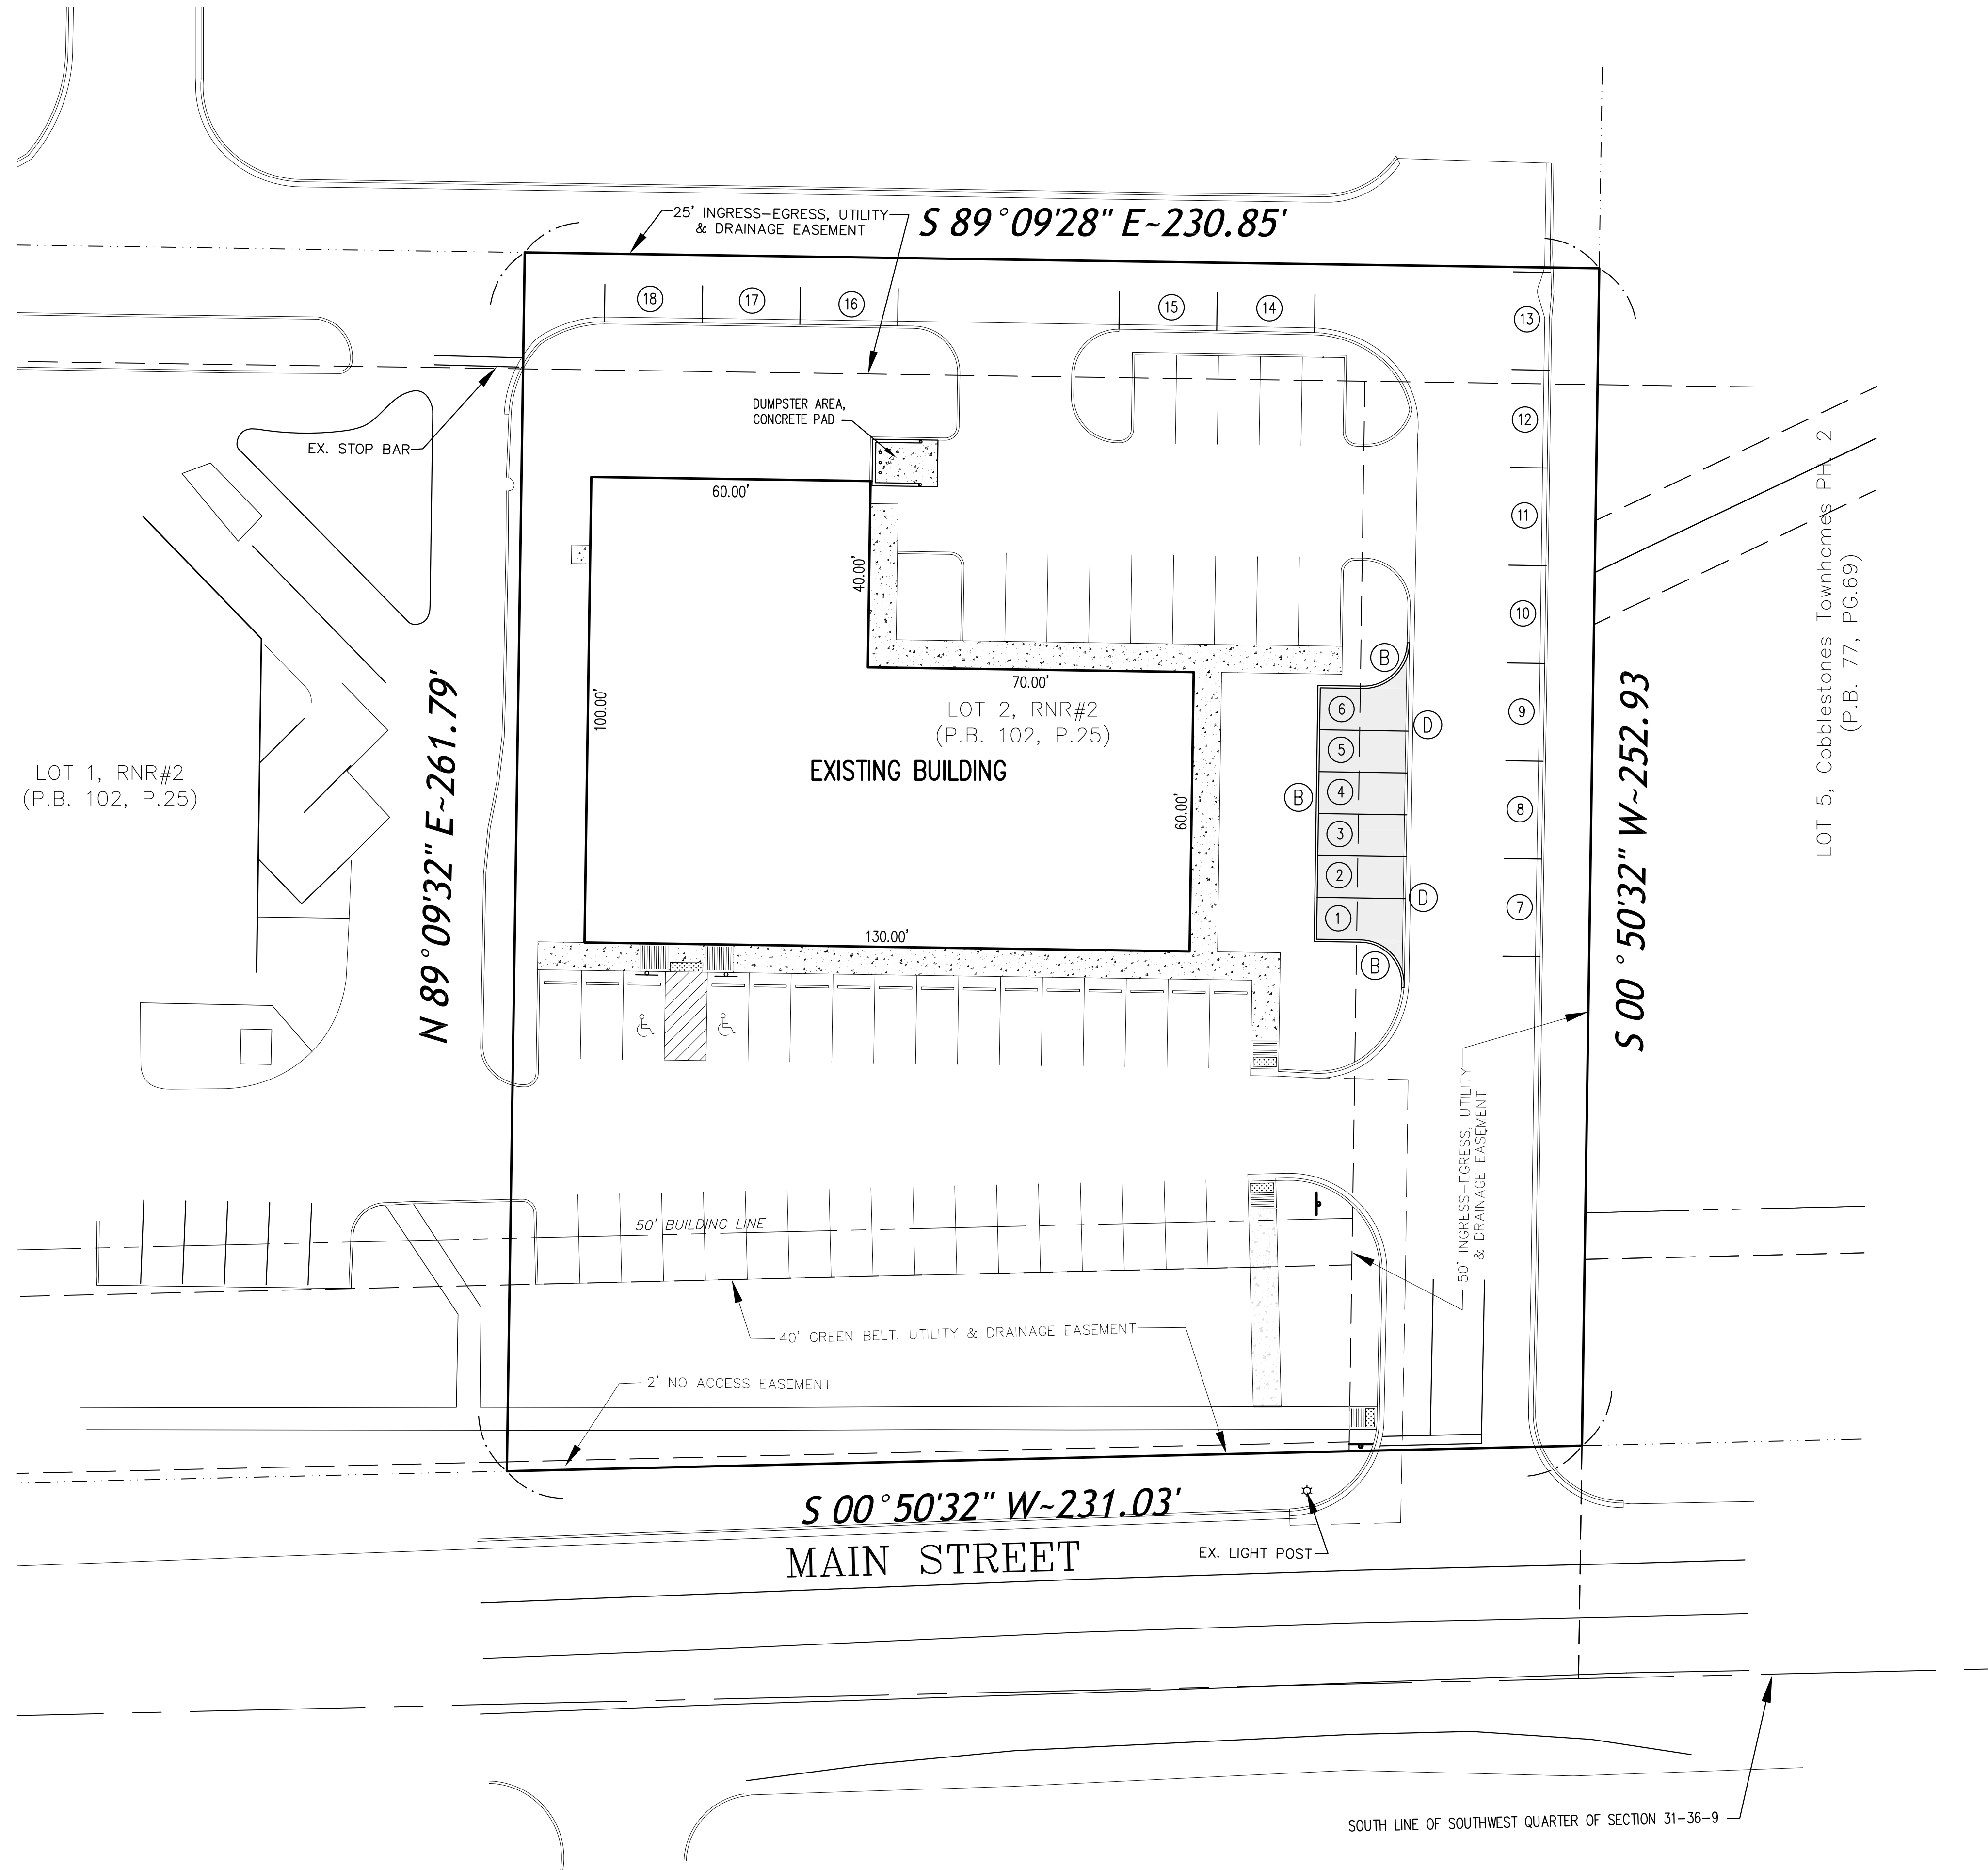 25' INGRESS-EGRESS, UTILITY
& DRAINAGE EASEMENT
S 89°09'28" E~230.85'
18
17
16
15
14
13
12
11
10
9
8
7
EX. STOP BAR
DUMPSTER AREA,
CONCRETE PAD
60.00'
40.00'
100.00'
70.00'
60.00'
130.00'
LOT 2, RNR#2
(P.B. 102, P.25)
EXISTING BUILDING
LOT 1, RNR#2
(P.B. 102, P.25)
N 89°09'32" E~261.79'
B
6
D
5
4
B
3
2
D
1
B
S 00°50'32" W~252.93
LOT 5, Cobblestones Townhomes PH. 2
(P.B. 77, PG.69)
50' INGRESS-EGRESS, UTILITY
& DRAINAGE EASEMENT
50' BUILDING LINE
40' GREEN BELT, UTILITY & DRAINAGE EASEMENT
2' NO ACCESS EASEMENT
S 00°50'32" W~231.03'
MAIN STREET
EX. LIGHT POST
SOUTH LINE OF SOUTHWEST QUARTER OF SECTION 31-36-9